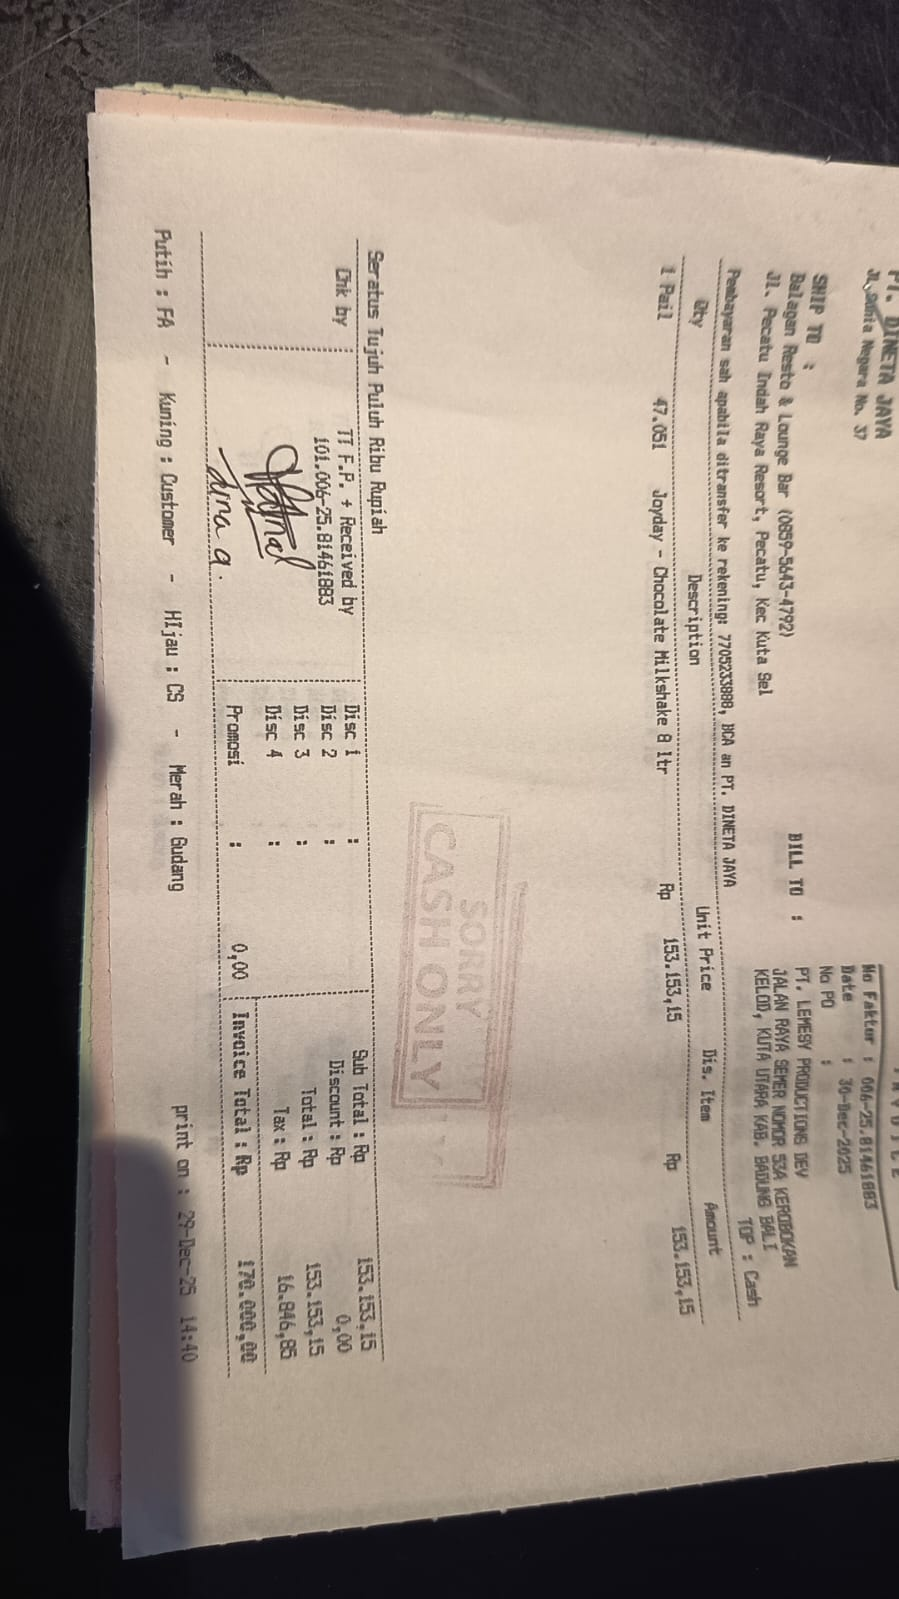 PT. DINETA JAYA
No. 37
INVOICE
No Faktur : 006-25.81461883
Date : 30-Dec-2025
No PO :
SHIP TO :
Balagan Resto & Lounge Bar (0859-5643-4792)
Jl. Pecatu Indah Raya Resort, Pecatu, Kec Kuta Sel
BILL TO :
PT. LEMESY PRODUCTIONS DEV
JALAN RAYA SEMER NOMOR 53A KEROBOKAN
KELOD, KUTA UTARA KAB. BADUNG BALI
TOP : Cash
Pembayaran sah apabila ditransfer ke rekening: 7705233888, BCA an PT. DINETA JAYA
Qty Description Unit Price Dis. Item Amount
1 Pail 47.051 Joyday - Chocolate Milkshake 8 ltr Rp 153.153,15 Rp 153.153,15
SORRY
CASH ONLY
Seratus Tujuh Puluh Ribu Rupiah
Chk by TT F.P. + Received by
101.006-25.81461883
Disc 1 :
Disc 2 :
Disc 3 :
Disc 4 :
Promosi : 0,00
Sub Total : Rp 153.153,15
Discount : Rp 0,00
Total : Rp 153.153,15
Tax : Rp 16.846,85
Invoice Total : Rp 170.000,00
Putih : FA - Kuning : Customer - HIjau : CS - Merah : Gudang print on : 29-Dec-25 14:40